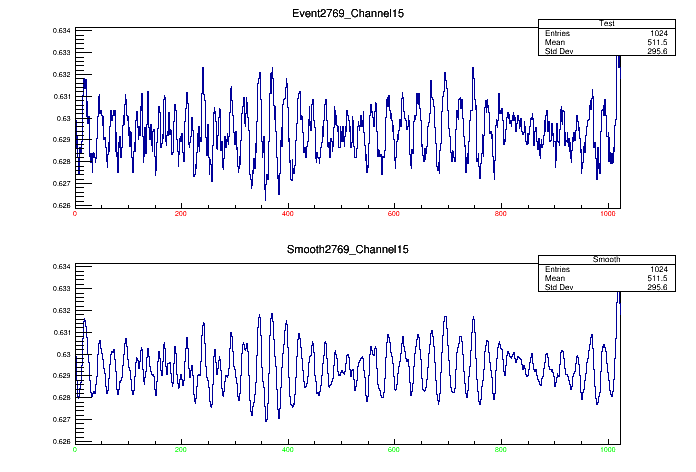 Event2769_Channel15
Test
Entries 1024
Mean 511.5
Std Dev 295.6
0.634
0.633
0.632
0.631
0.63
0.629
0.628
0.627
0.626
0 200 400 600 800 1000
Smooth2769_Channel15
Smooth
Entries 1024
Mean 511.5
Std Dev 295.6
0.634
0.633
0.632
0.631
0.63
0.629
0.628
0.627
0.626
0 200 400 600 800 1000